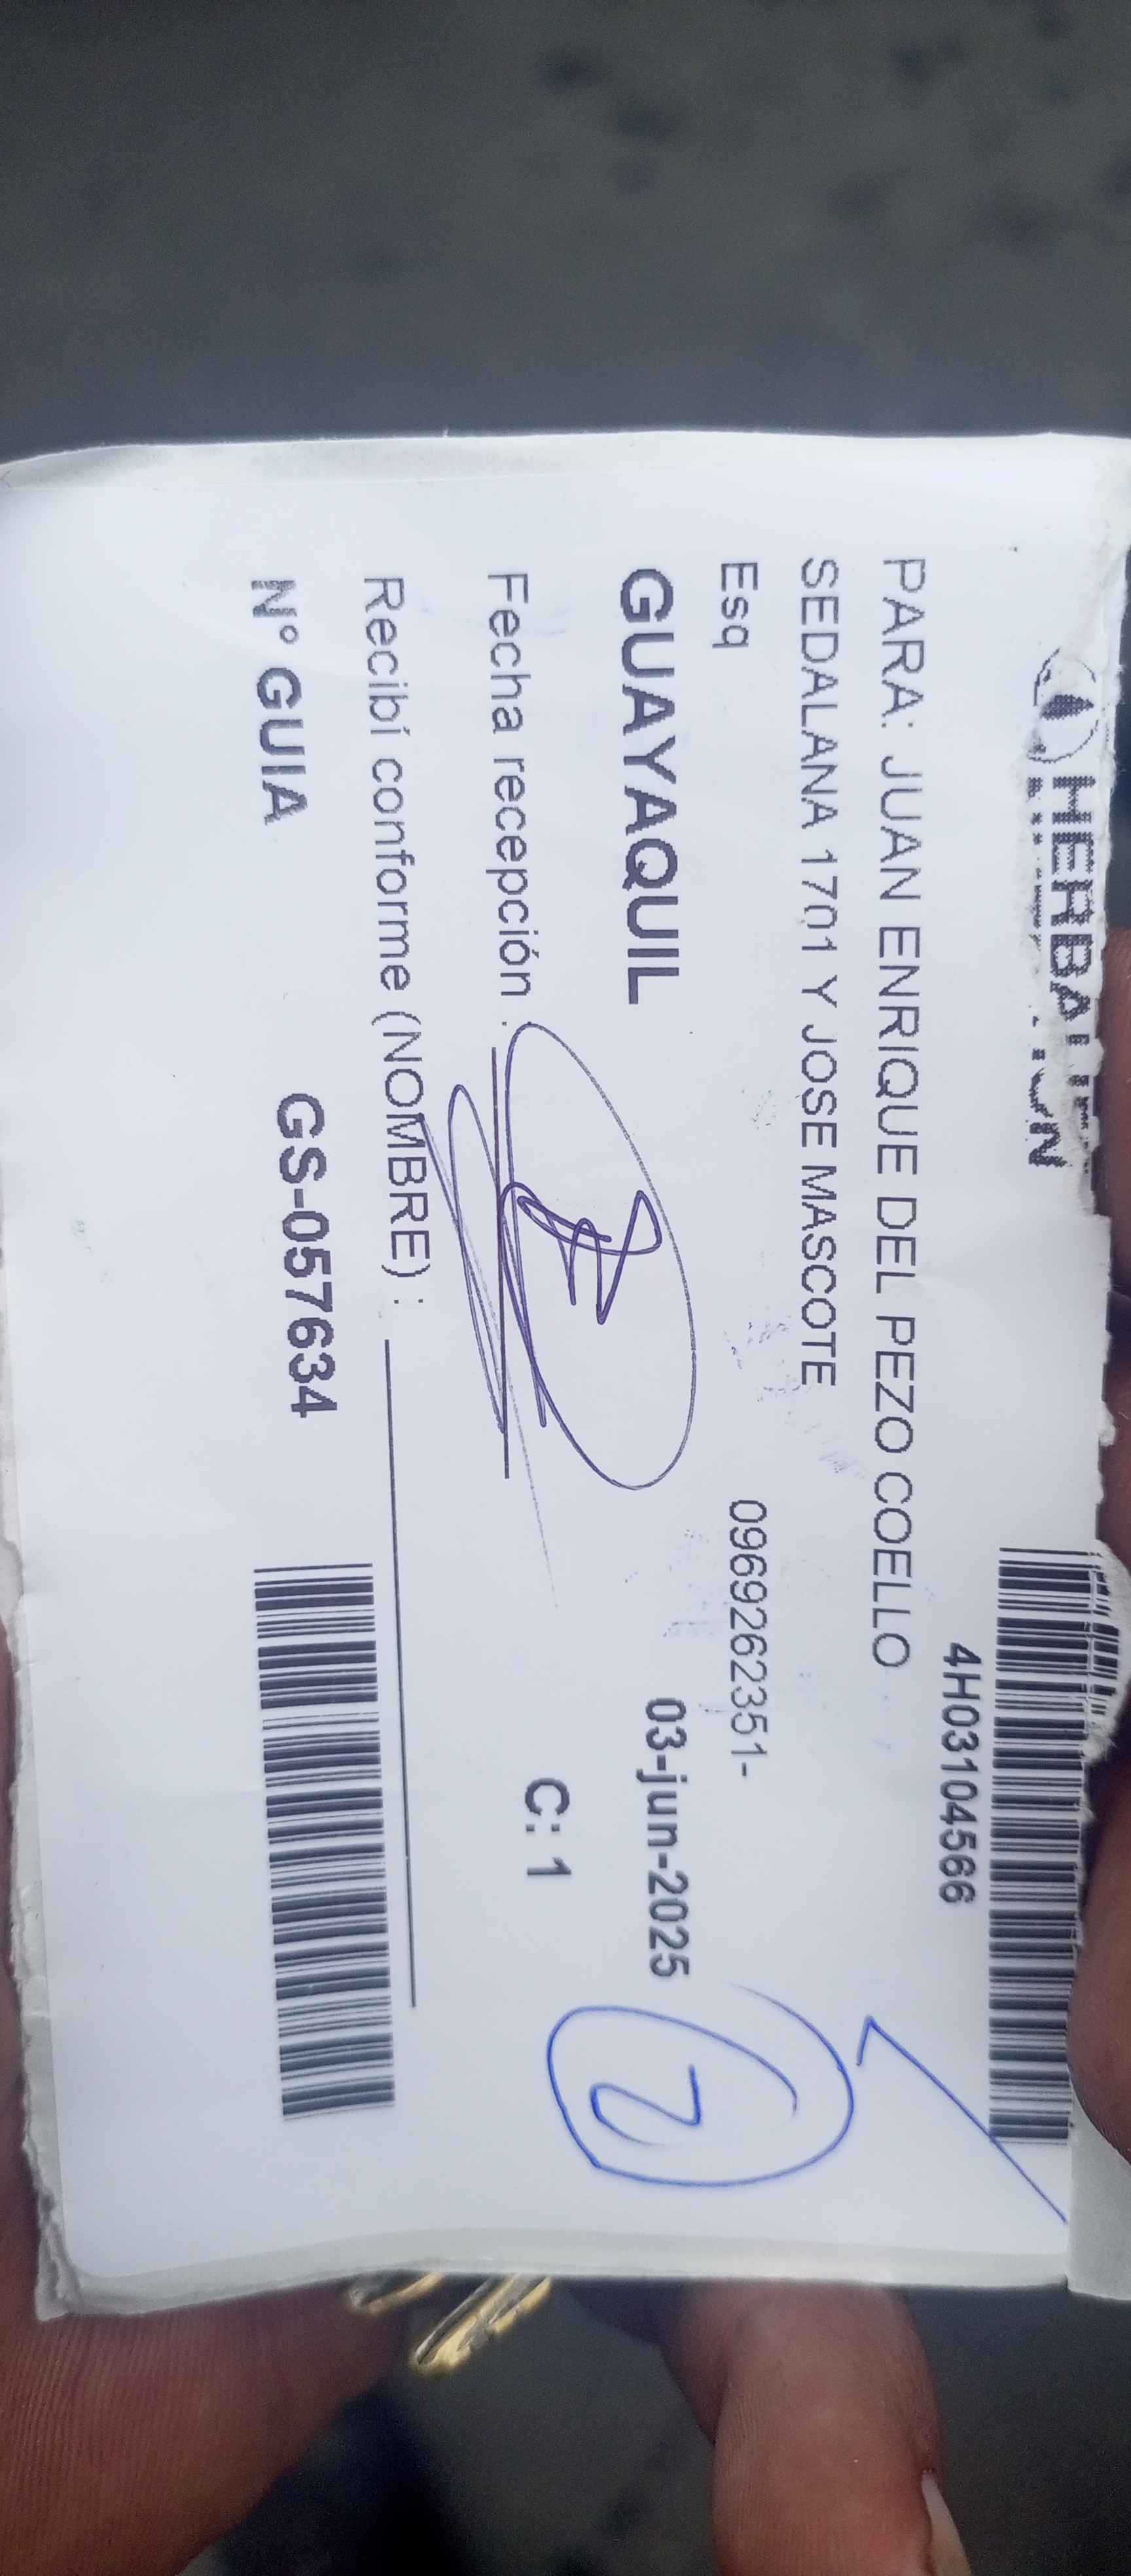 4H03104566
PARA: JUAN ENRIQUE DEL PEZO COELLO
SEDALANA 1701 Y JOSE MASCOTE
Esq 0969262351-
GUAYAQUIL 03-jun-2025
2
Fecha recepción : C: 1
Recibí conforme (NOMBRE) :
N° GUIA GS-057634